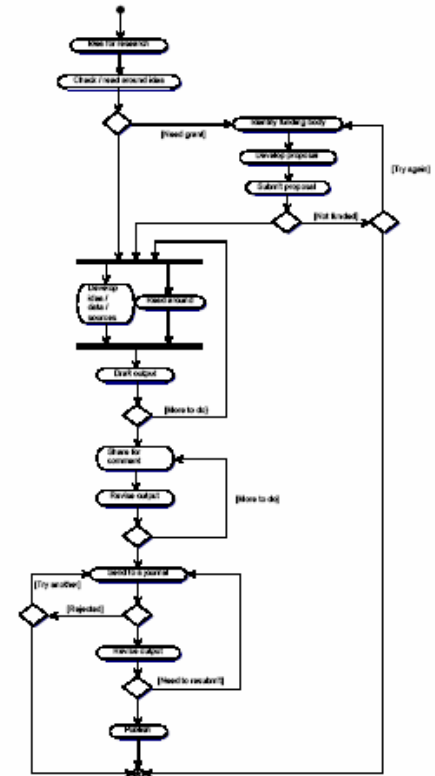 Idea for research
Check / read around idea
[Need grant]
Identify funding body
Develop proposal
[Try again]
Submit proposal
[Not funded]
Develop
idea /
data /
sources
Read around
Draft output
[More to do]
Share for
comment
Revise output
[More to do]
Send to a journal
[Try another]
[Rejected]
Revise output
[Need to resubmit]
Publish